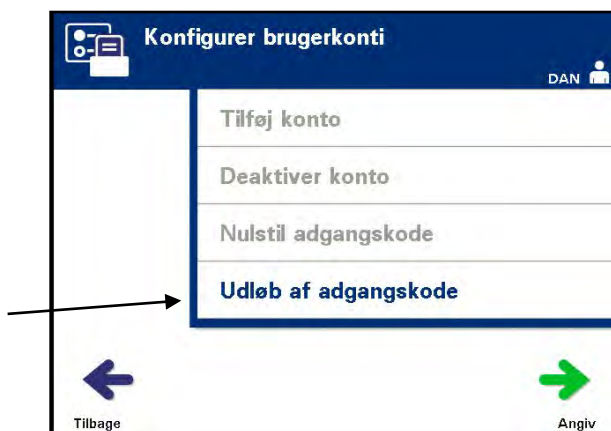 Konfigurer brugerkonti
DAN
Tilføj konto
Deaktiver konto
Nulstil adgangskode
Udløb af adgangskode
Tilbage
Angiv